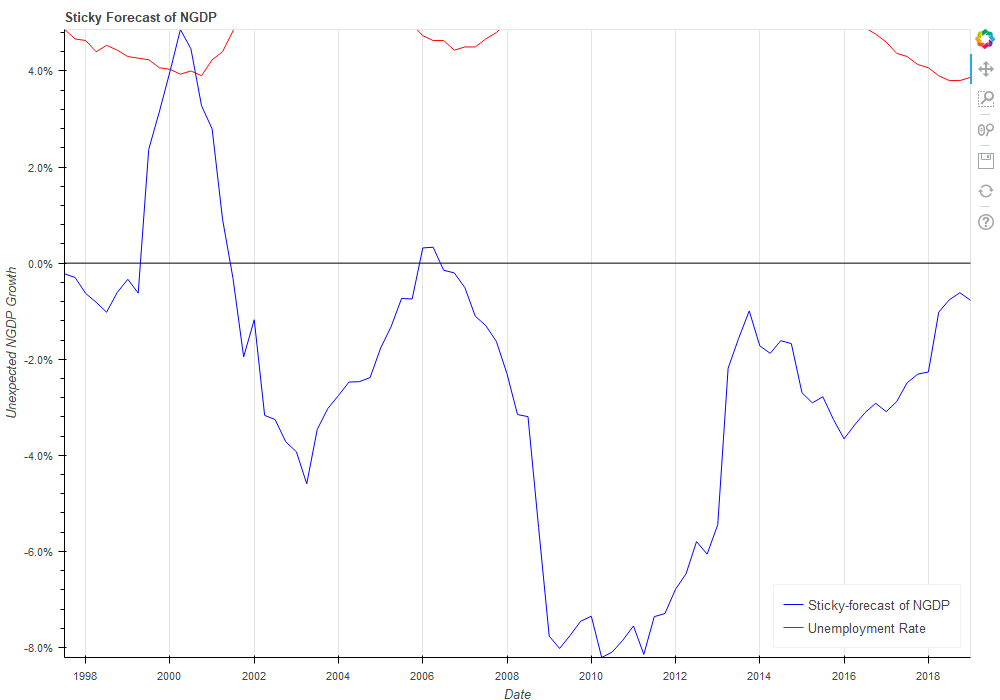 Sticky Forecast of NGDP
4.0%
2.0%
0.0%
-2.0%
-4.0%
-6.0%
-8.0%
Unexpected NGDP Growth
Sticky-forecast of NGDP
Unemployment Rate
1998 2000 2002 2004 2006 2008 2010 2012 2014 2016 2018
Date